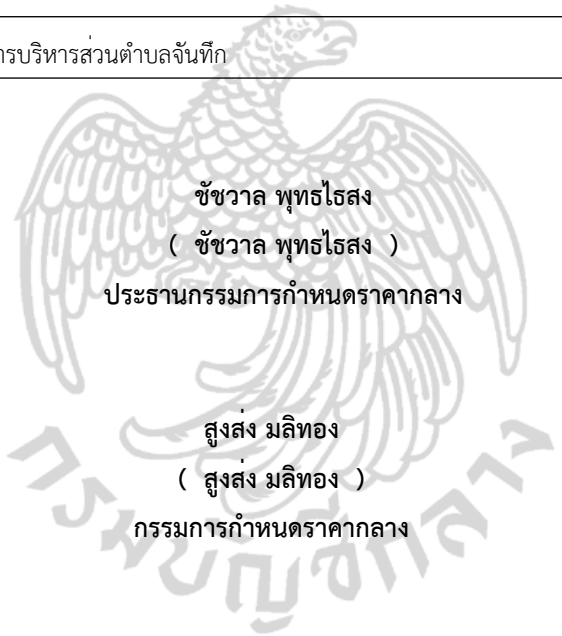 ารบริหารส่วนตำบลจันทึก
ชัชวาล พุทธไธสง
( ชัชวาล พุทธไธสง )
ประธานกรรมการกำหนดราคากลาง
สูงส่ง มลิทอง
( สูงส่ง มลิทอง )
กรรมการกำหนดราคากลาง
กรมบัญชีกลาง